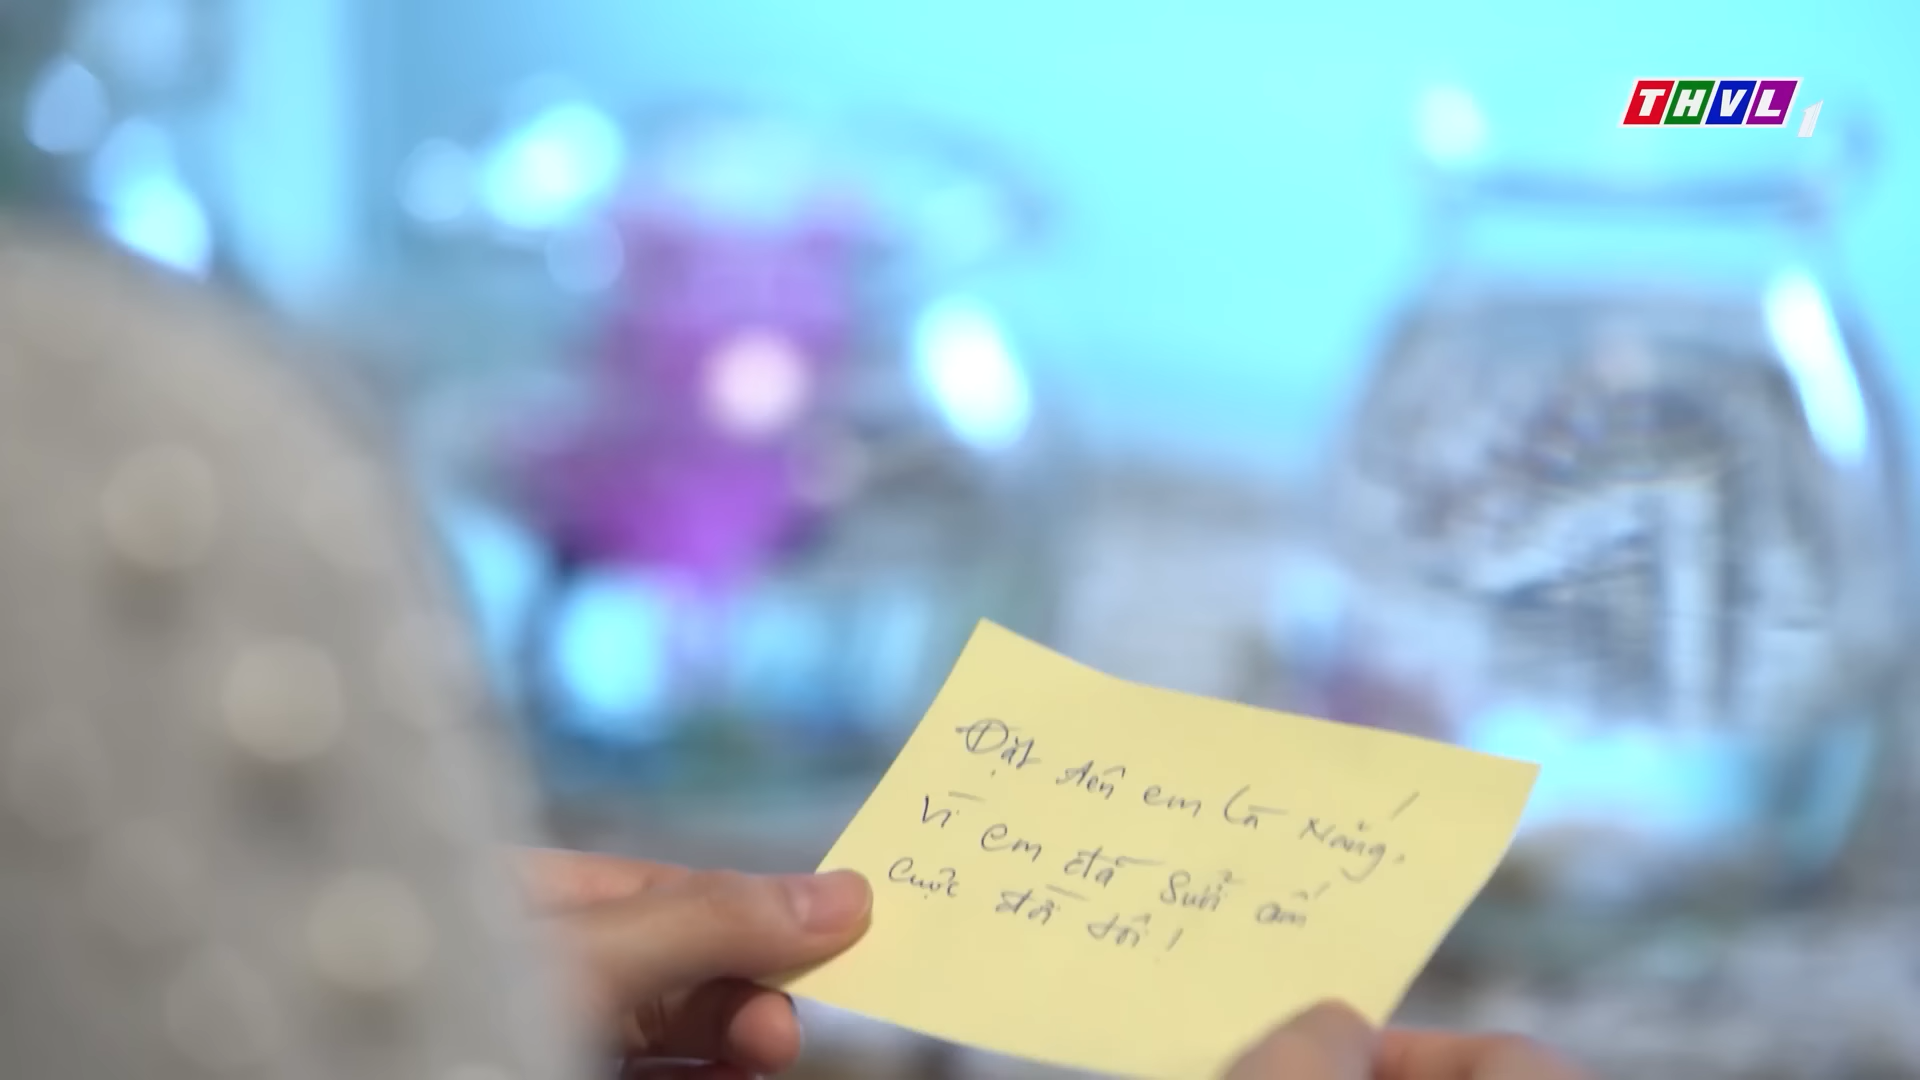 THVL1
Đặt tên em là Nắng,
Vì em đã sưởi ấm
Cuộc đời tôi!